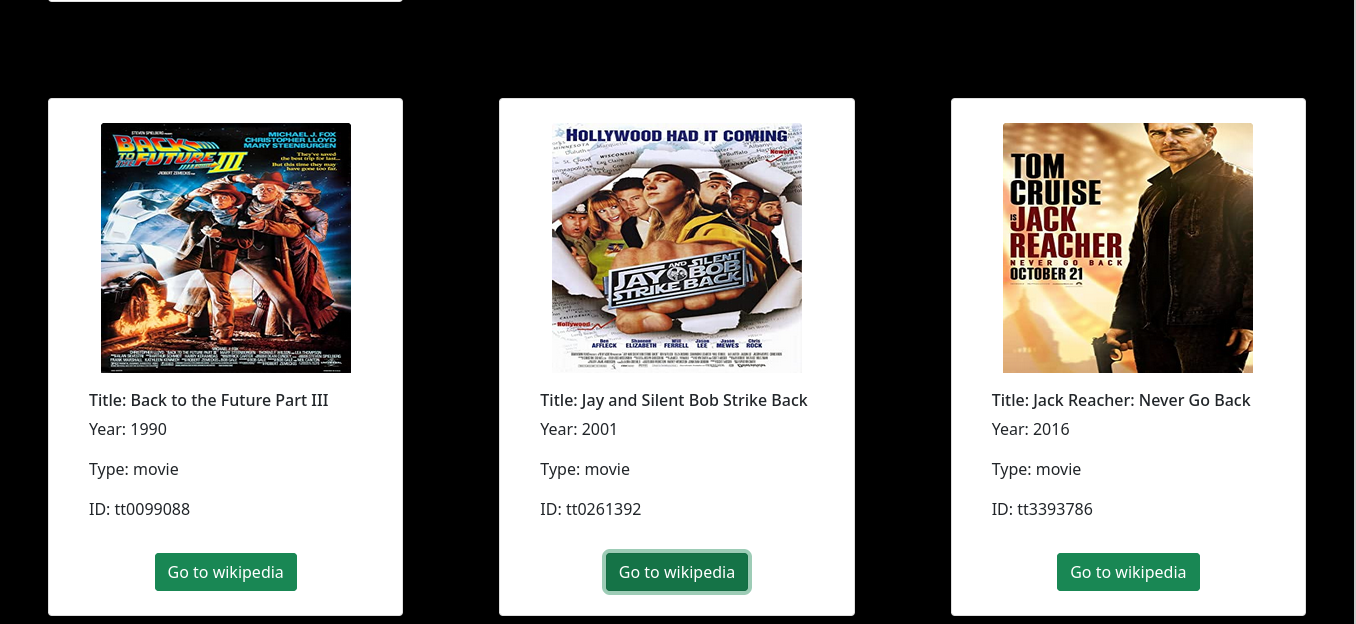 STEVEN SPIELBERG
BACK
TO THE
FUTURE III
MICHAEL J. FOX
CHRISTOPHER LLOYD
MARY STEENBURGEN
They've saved
the best trip for last...
But this time they may
have gone too far.
Title: Back to the Future Part III
Year: 1990
Type: movie
ID: tt0099088
Go to wikipedia
HOLLYWOOD HAD IT COMING
WISCONSIN
Newark
JAY AND SILENT BOB
STRIKE BACK
Hollywood
Ben AFFLECK Shannon ELIZABETH Will FERRELL Jason LEE Jason MEWES Chris ROCK
Title: Jay and Silent Bob Strike Back
Year: 2001
Type: movie
ID: tt0261392
Go to wikipedia
TOM
CRUISE
IS JACK
REACHER
NEVER GO BACK
OCTOBER 21
Title: Jack Reacher: Never Go Back
Year: 2016
Type: movie
ID: tt3393786
Go to wikipedia